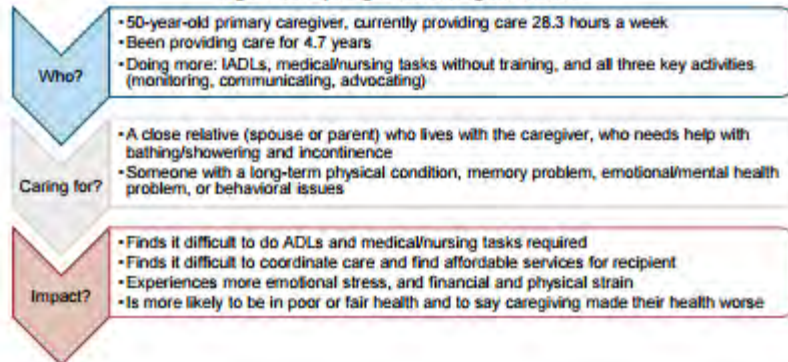 Who?
•50-year-old primary caregiver, currently providing care 28.3 hours a week
•Been providing care for 4.7 years
•Doing more: IADLs, medical/nursing tasks without training, and all three key activities
(monitoring, communicating, advocating)
Caring for?
•A close relative (spouse or parent) who lives with the caregiver, who needs help with
bathing/showering and incontinence
•Someone with a long-term physical condition, memory problem, emotional/mental health
problem, or behavioral issues
Impact?
•Finds it difficult to do ADLs and medical/nursing tasks required
•Finds it difficult to coordinate care and find affordable services for recipient
•Experiences more emotional stress, and financial and physical strain
•Is more likely to be in poor or fair health and to say caregiving made their health worse